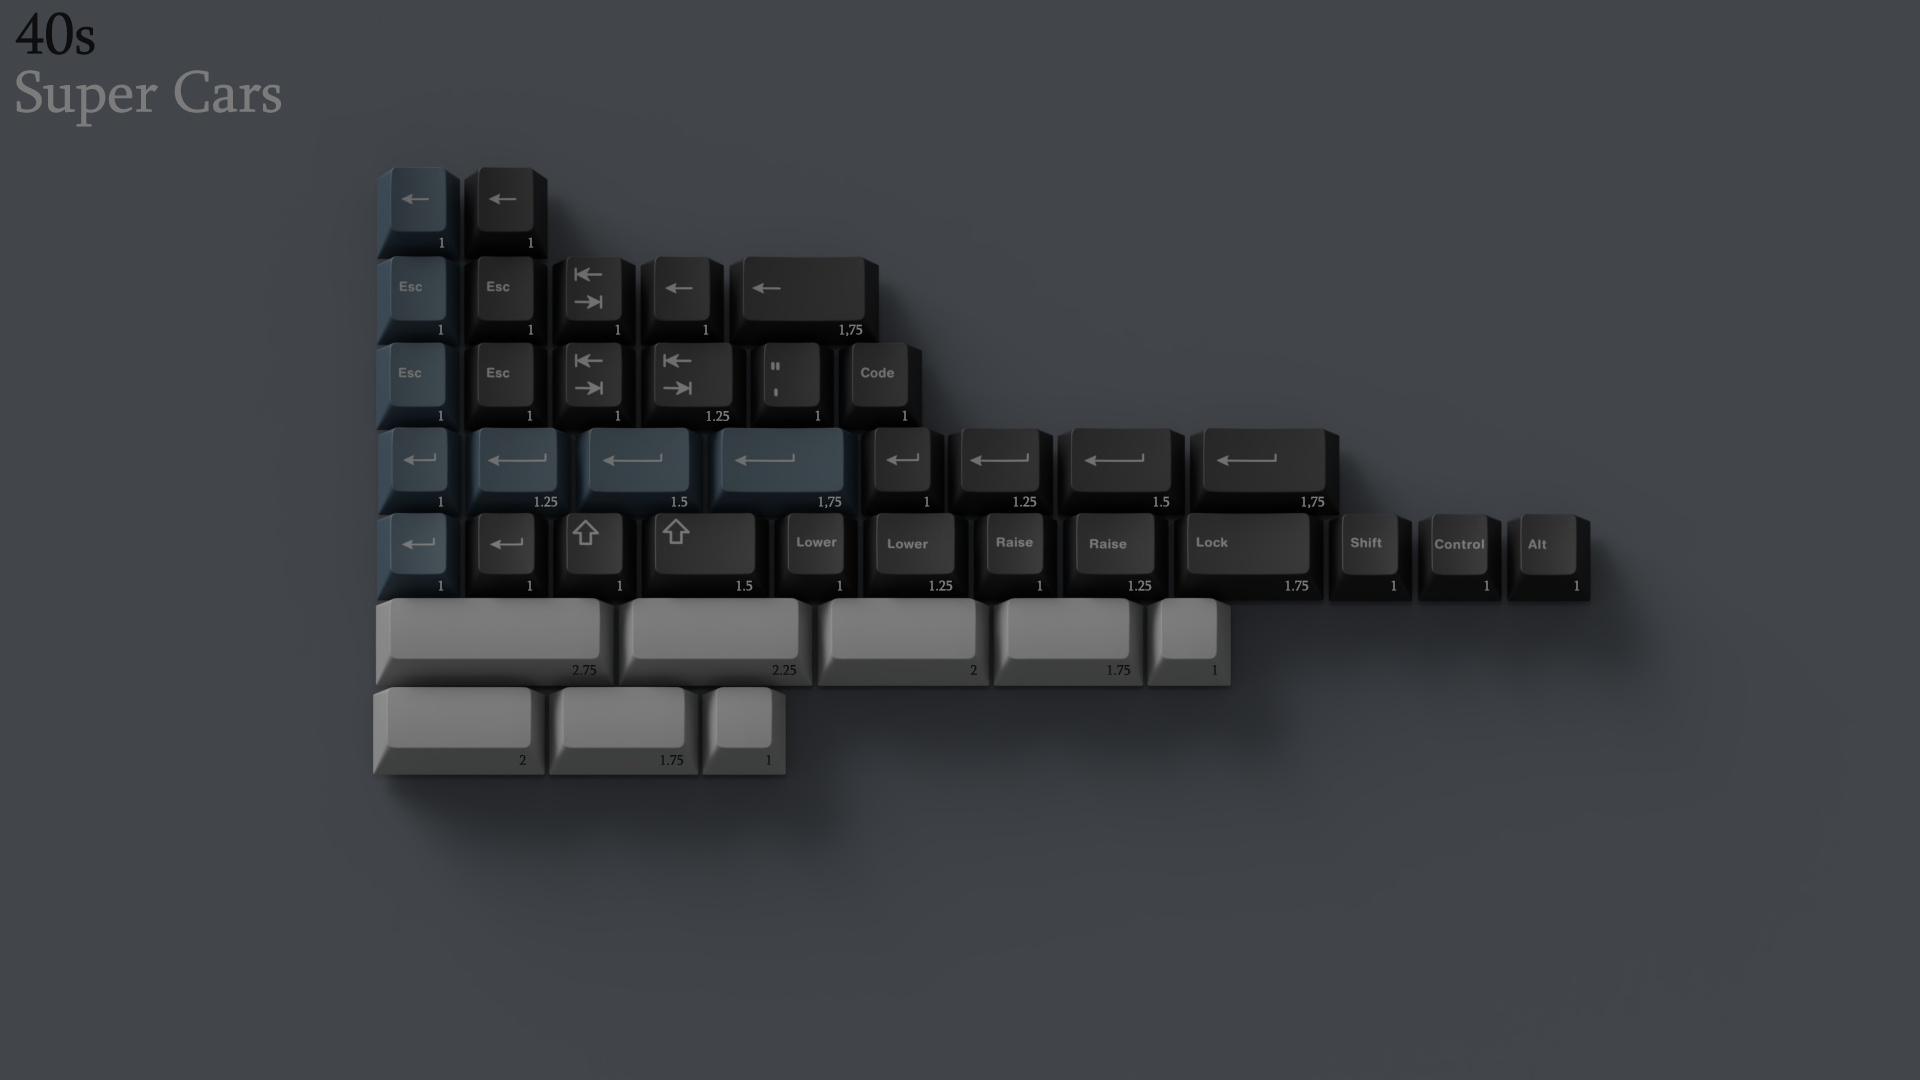 40s
Super Cars
← ←
1 1
Esc Esc ⇤ ← ←
⇥
1 1 1 1 1,75
Esc Esc ⇤ ⇤ " Code
⇥ ⇥ '
1 1 1 1.25 1 1
↵ ↵ ↵ ↵ ↵ ↵ ↵ ↵
1 1.25 1.5 1,75 1 1.25 1.5 1,75
↵ ↵ ⇧ ⇧ Lower Lower Raise Raise Lock Shift Control Alt
1 1 1 1.5 1 1.25 1 1.25 1.75 1 1 1
2.75 2.25 2 1.75 1
2 1.75 1